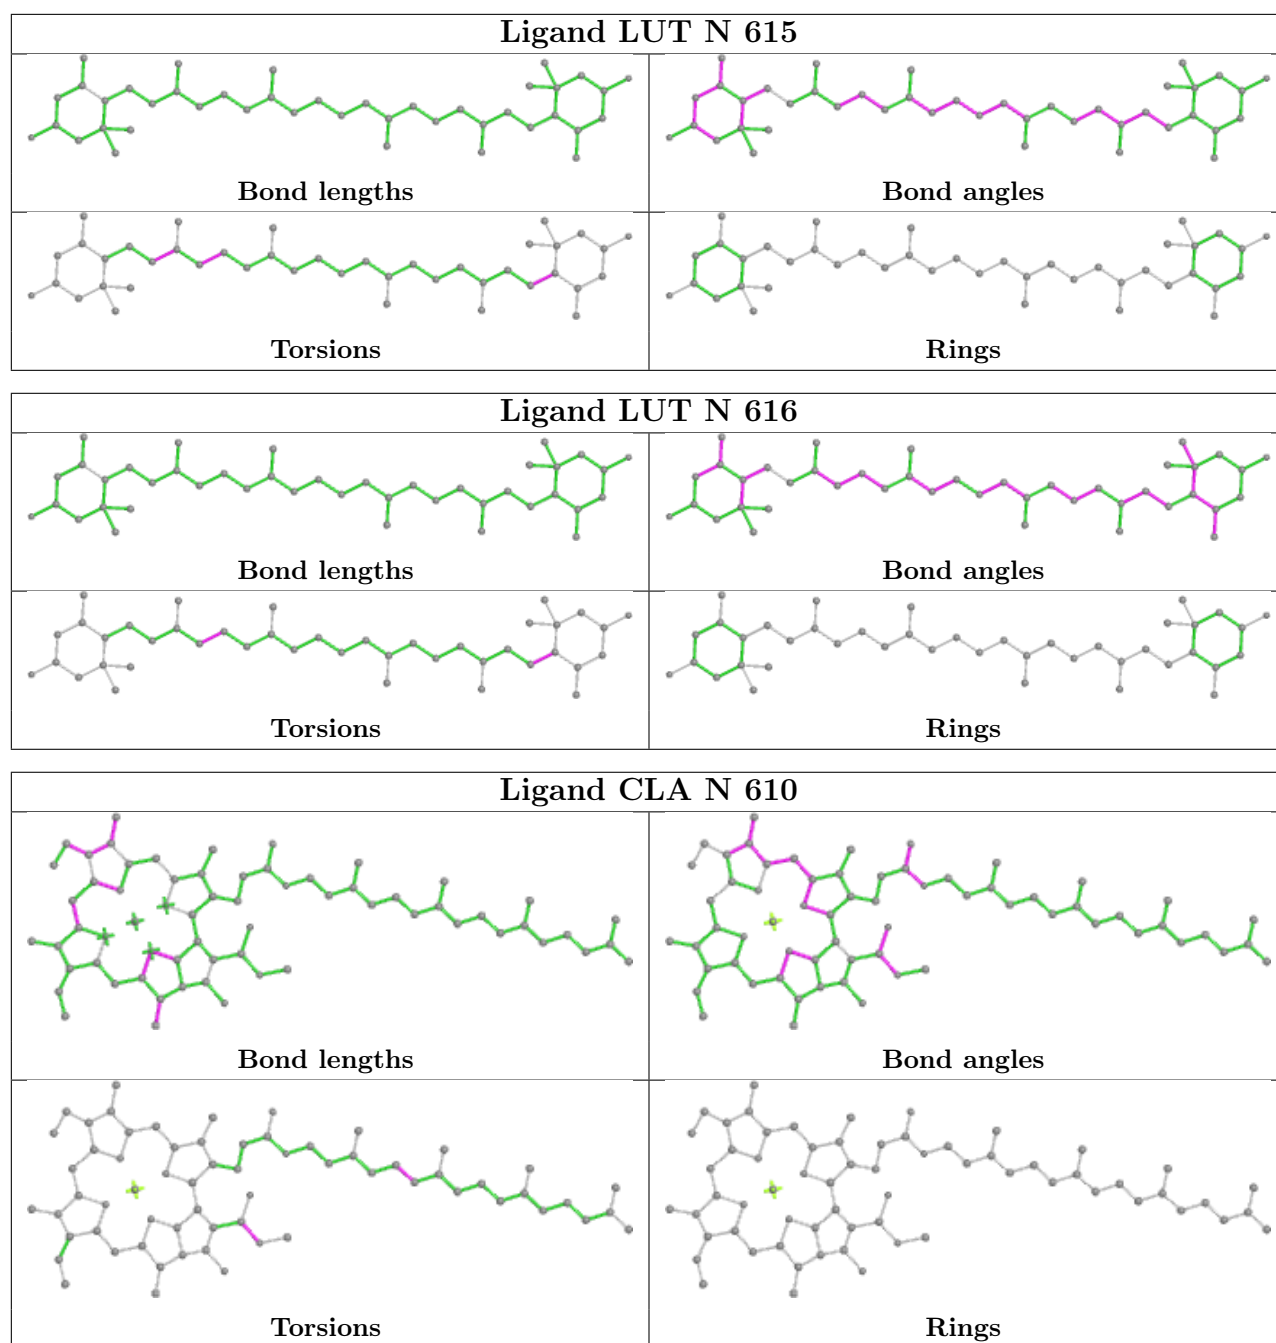 Ligand LUT N 615
Bond lengths
Bond angles
Torsions
Rings
Ligand LUT N 616
Bond lengths
Bond angles
Torsions
Rings
Ligand CLA N 610
Bond lengths
Bond angles
Torsions
Rings